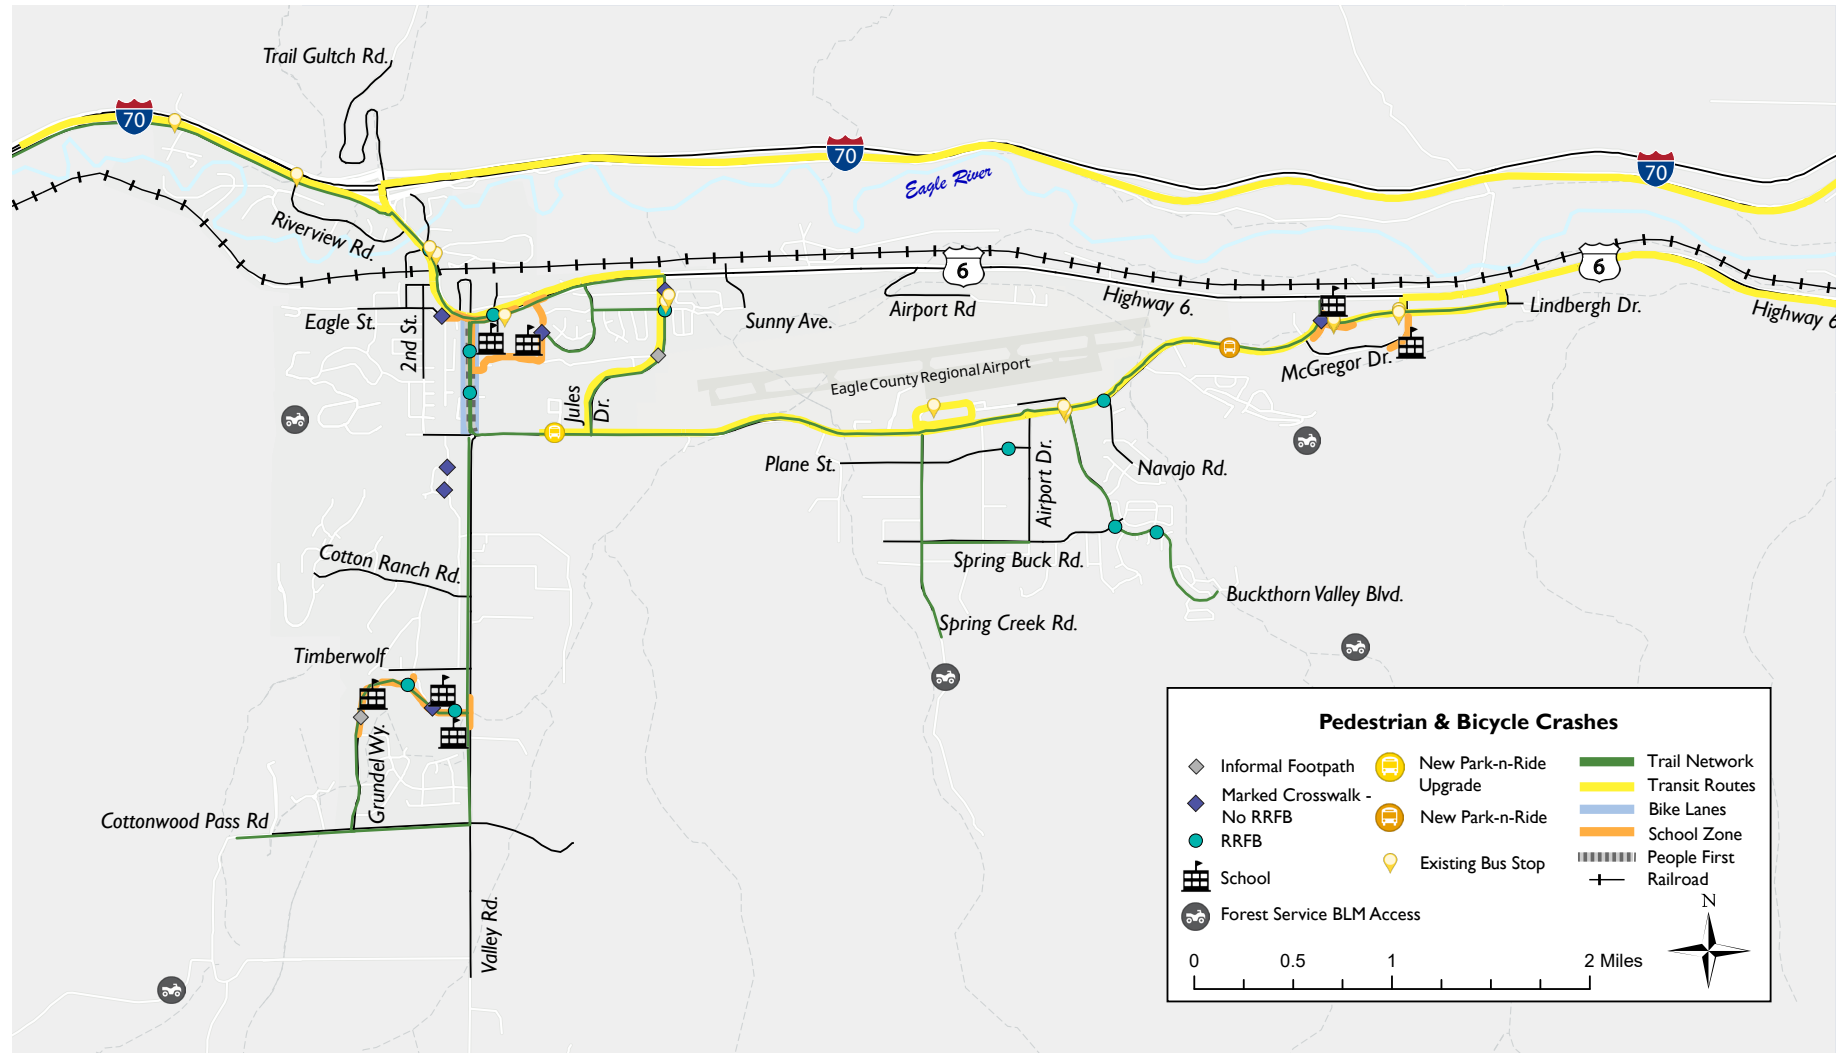 Trail Gultch Rd.
70
70
70
Eagle River
Riverview Rd.
6
6
Highway 6.
Airport Rd
Sunny Ave.
Lindbergh Dr.
Highway 6
Eagle St.
2nd St.
McGregor Dr.
Eagle County Regional Airport
Jules
Dr.
Plane St.
Airport Dr.
Navajo Rd.
Cotton Ranch Rd.
Spring Buck Rd.
Buckthorn Valley Blvd.
Spring Creek Rd.
Timberwolf
Grundel Wy.
Cottonwood Pass Rd
Valley Rd.
Pedestrian & Bicycle Crashes
Informal Footpath
Marked Crosswalk -
No RRFB
RRFB
School
Forest Service BLM Access
New Park-n-Ride
Upgrade
New Park-n-Ride
Existing Bus Stop
Trail Network
Transit Routes
Bike Lanes
School Zone
People First
Railroad
N
0 0.5 1 2 Miles